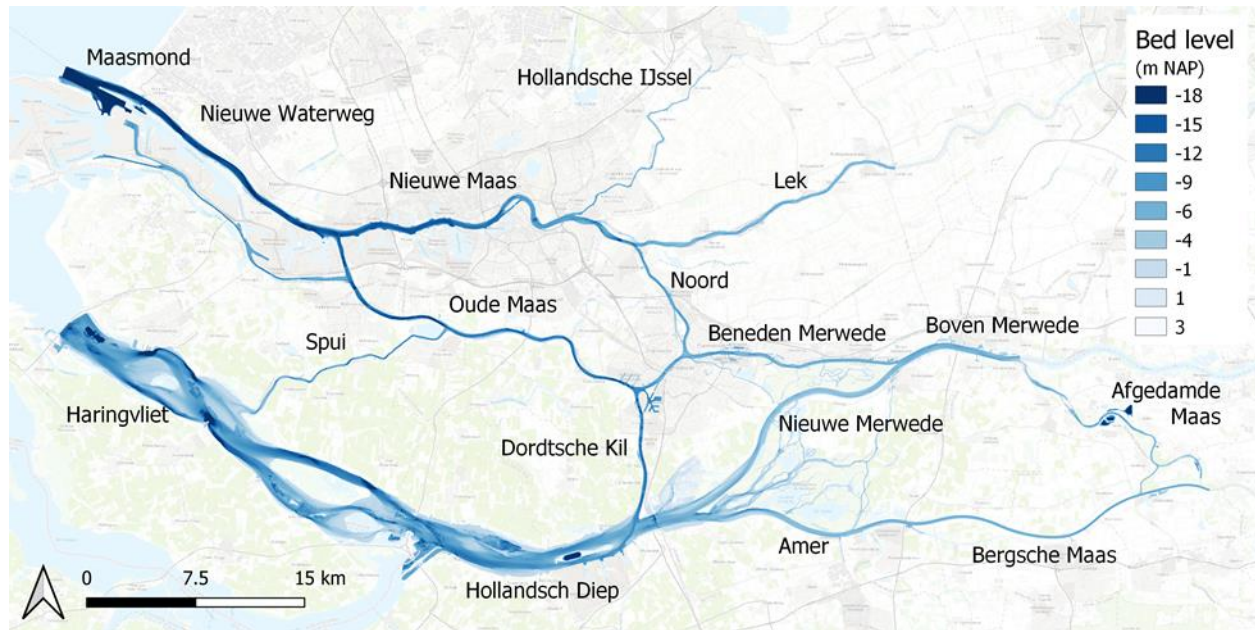 Maasmond
Nieuwe Waterweg
Hollandsche IJssel
Nieuwe Maas
Lek
Noord
Oude Maas
Spui
Beneden Merwede
Boven Merwede
Haringvliet
Afgedamde
Maas
Nieuwe Merwede
Dordtsche Kil
Amer
Bergsche Maas
Hollandsch Diep
0
7.5
15 km
Bed level
(m NAP)
-18
-15
-12
-9
-6
-4
-1
1
3